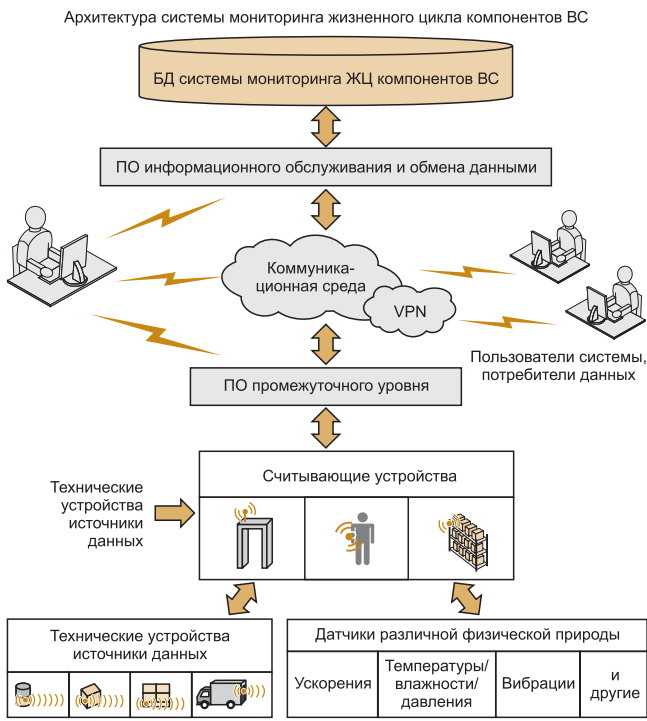 Архитектура системы мониторинга жизненного цикла компонентов ВС
БД системы мониторинга ЖЦ компонентов ВС
ПО информационного обслуживания и обмена данными
Коммуника-
ционная среда
VPN
Пользователи системы,
потребители данных
ПО промежуточного уровня
Считывающие устройства
Технические
устройства
источники
данных
Технические устройства
источники данных
Датчики различной физической природы
Ускорения
Температуры/
влажности/
давления
Вибрации
и
другие